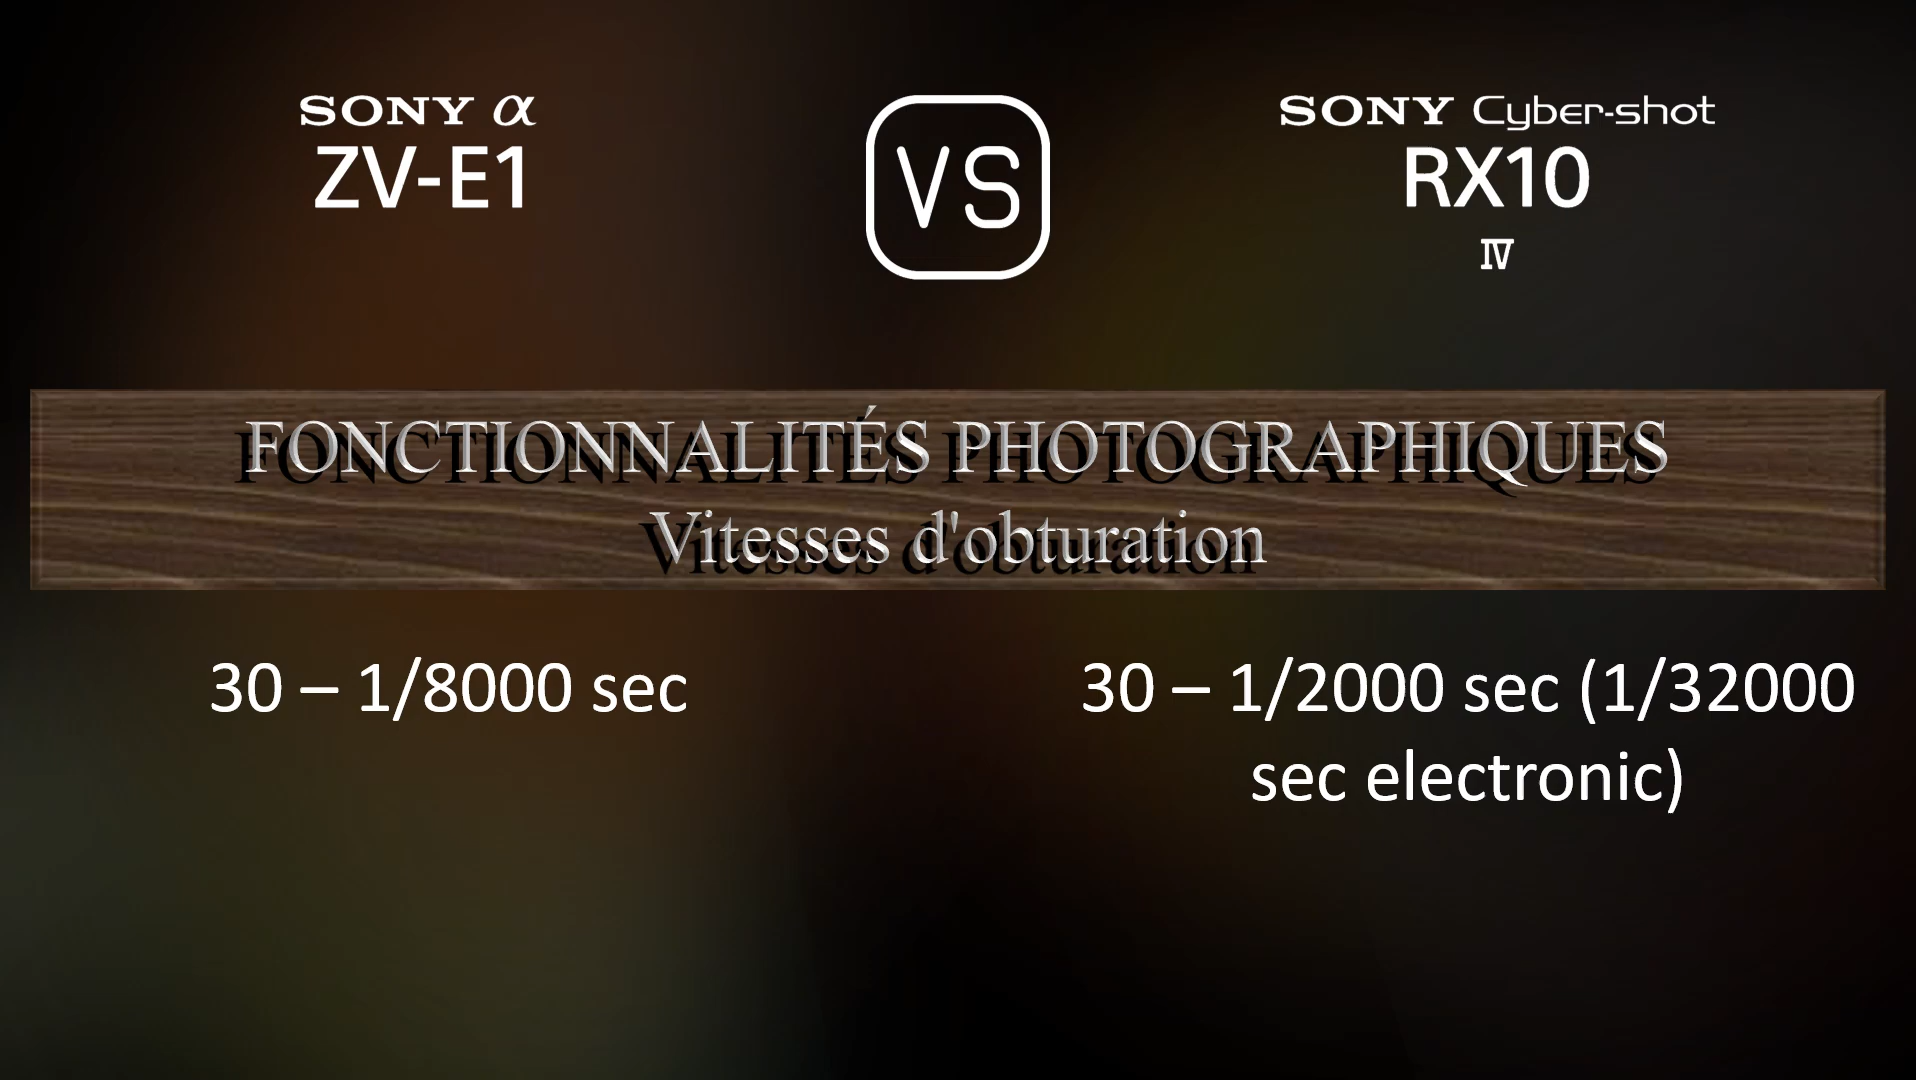 SONY α
ZV-E1
VS
SONY Cyber-shot
RX10
IV
FONCTIONNALITÉS PHOTOGRAPHIQUES
Vitesses d'obturation
30 – 1/8000 sec
30 – 1/2000 sec (1/32000
sec electronic)